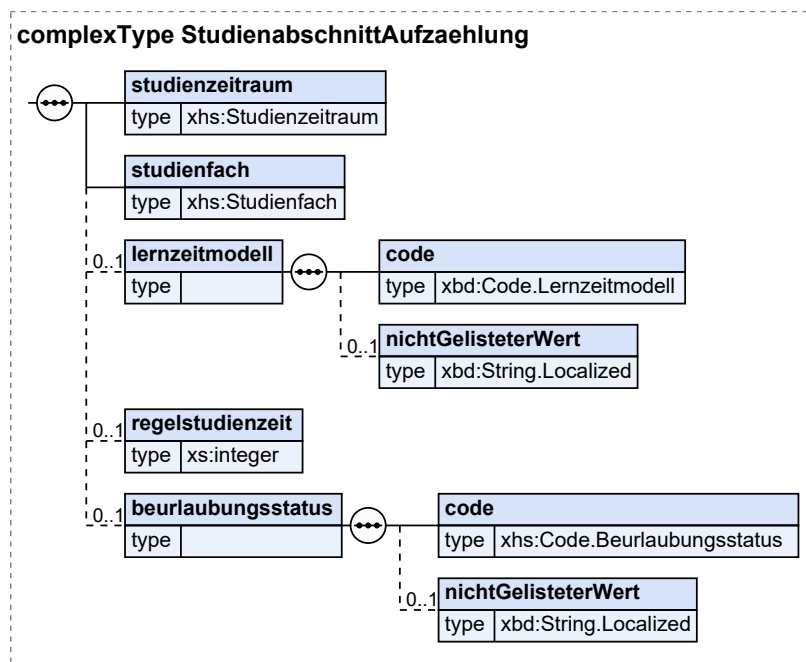 complexType StudienabschnittAufzaehlung
studienzeitraum
type xhs:Studienzeitraum
studienfach
type xhs:Studienfach
0..1 lernzeitmodell
type
code
type xbd:Code.Lernzeitmodell
0..1 nichtGelisteterWert
type xbd:String.Localized
0..1 regelstudienzeit
type xs:integer
0..1 beurlaubungsstatus
type
code
type xhs:Code.Beurlaubungsstatus
0..1 nichtGelisteterWert
type xbd:String.Localized